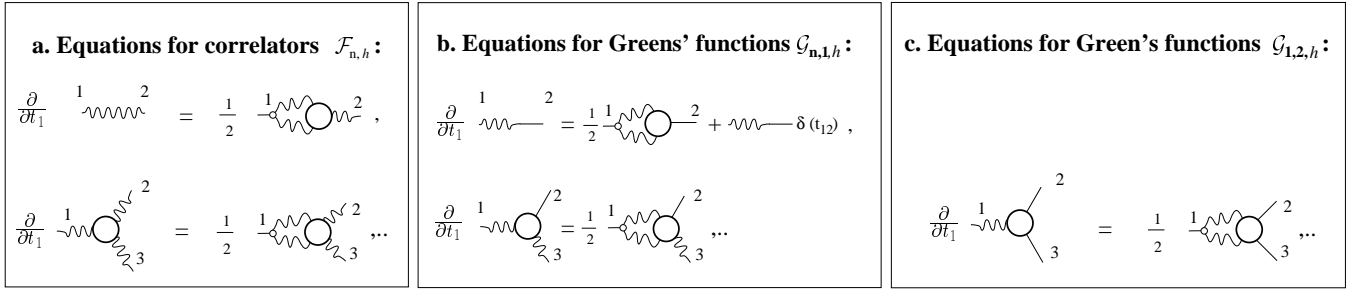 a. Equations for correlators 𝓕ₙ,ₕ :
∂/∂t₁ 1 2 = 1/2 1 2 ,
∂/∂t₁ 1 2 3 = 1/2 1 2 3 ,..
b. Equations for Greens' functions 𝓖ₙ,₁,ₕ :
∂/∂t₁ 1 2 = 1/2 1 2 + δ (t₁₂) ,
∂/∂t₁ 1 2 3 = 1/2 1 2 3 ,..
c. Equations for Green's functions 𝓖₁,₂,ₕ :
∂/∂t₁ 1 2 3 = 1/2 1 2 3 ,..